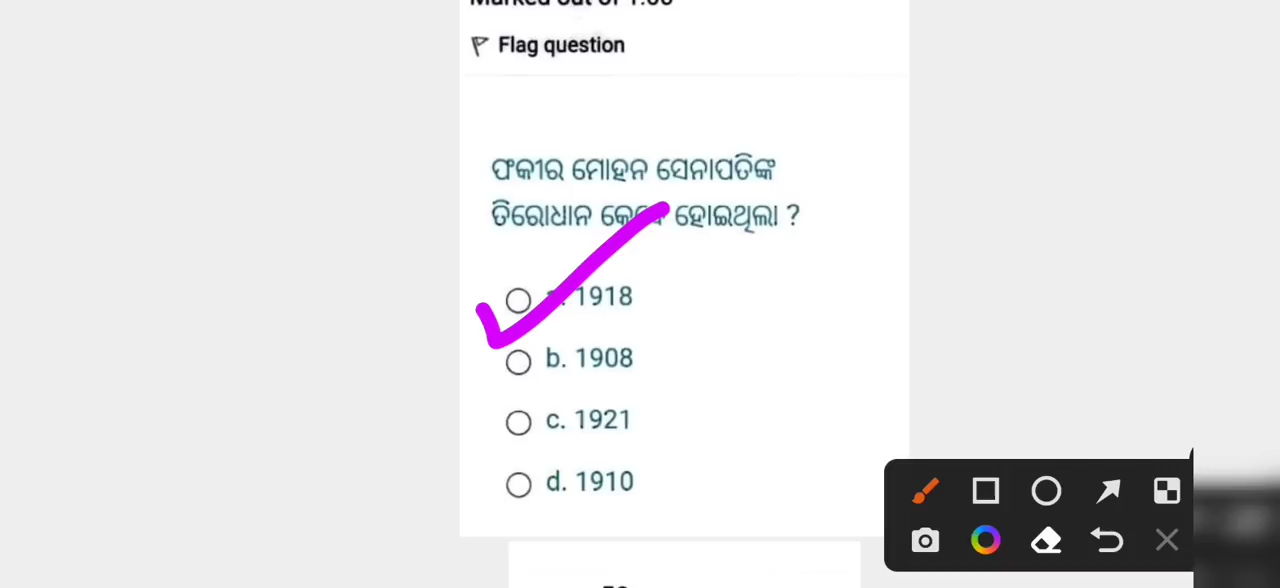 Flag question
ଫକୀର ମୋହନ ସେନାପତିଙ୍କ
ତିରୋଧାନ ହୋଇଥିଲା ?
1918
b. 1908
c. 1921
d. 1910